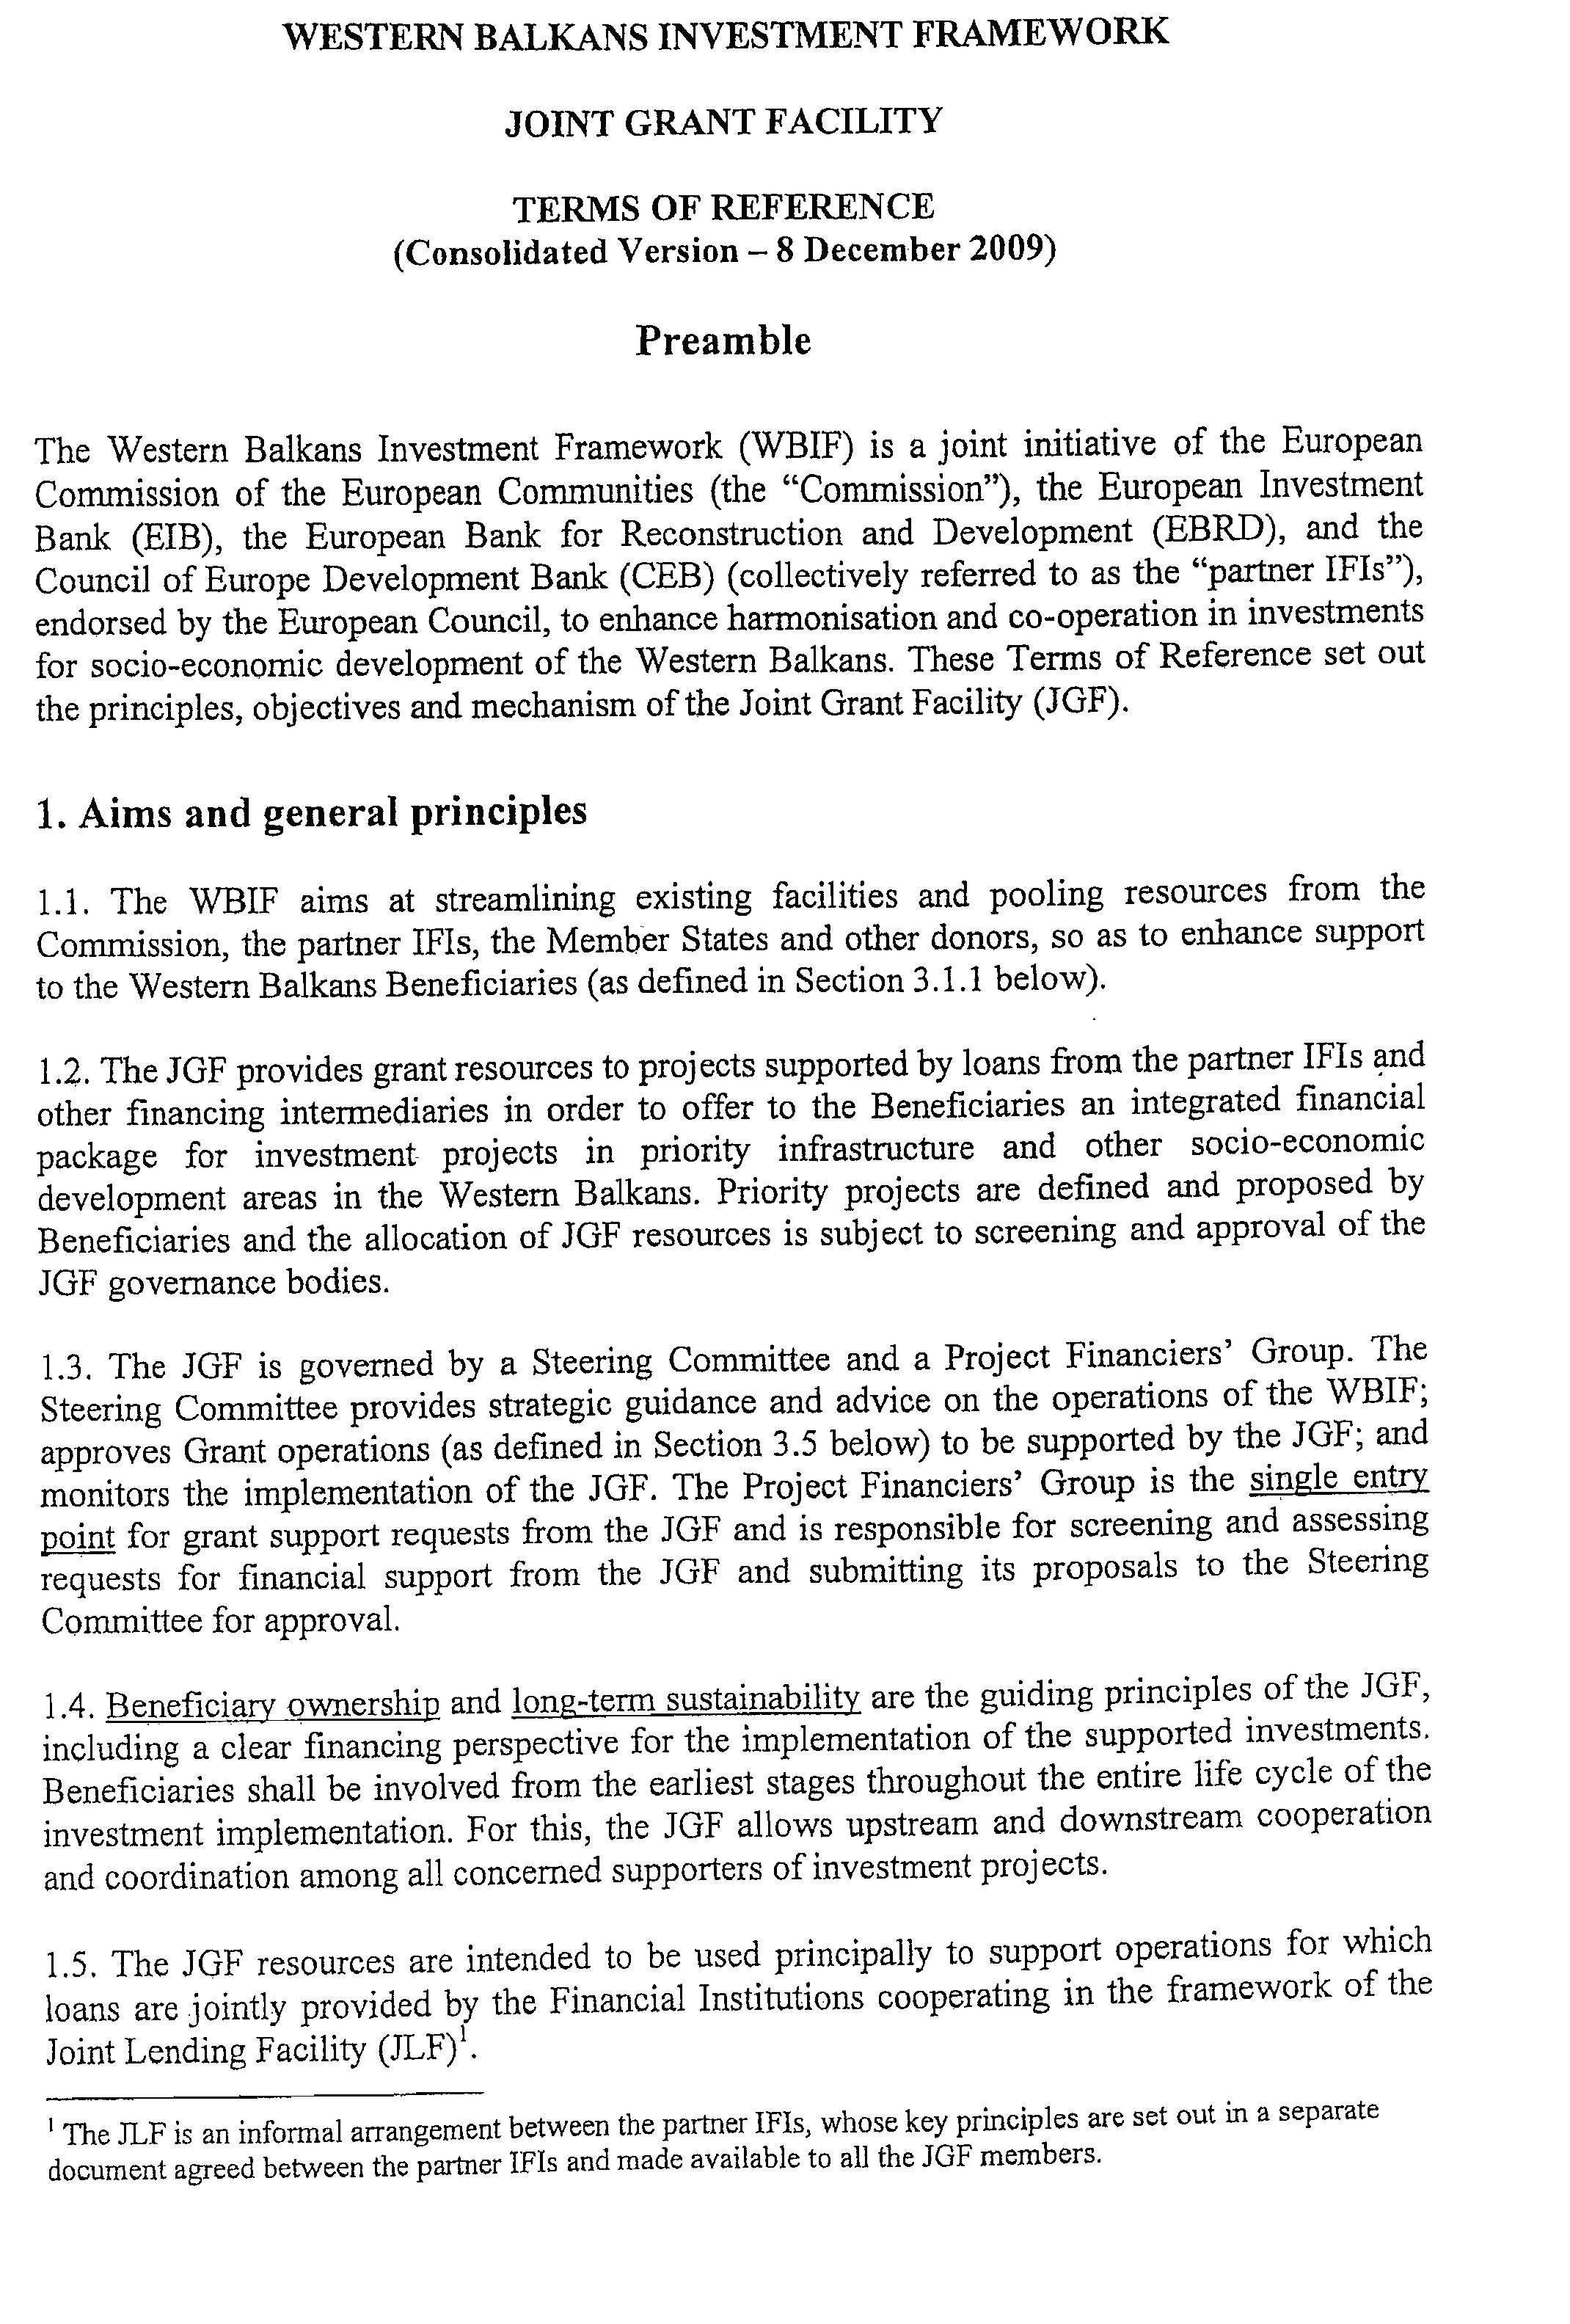 WESTERN BALKANS INVESTMENT FRAMEWORK
JOINT GRANT FACILITY
TERMS OF REFERENCE
(Consolidated Version – 8 December 2009)
Preamble
The Western Balkans Investment Framework (WBIF) is a joint initiative of the European
Commission of the European Communities (the “Commission”), the European Investment
Bank (EIB), the European Bank for Reconstruction and Development (EBRD), and the
Council of Europe Development Bank (CEB) (collectively referred to as the “partner IFIs”),
endorsed by the European Council, to enhance harmonisation and co-operation in investments
for socio-economic development of the Western Balkans. These Terms of Reference set out
the principles, objectives and mechanism of the Joint Grant Facility (JGF).
1. Aims and general principles
1.1. The WBIF aims at streamlining existing facilities and pooling resources from the
Commission, the partner IFIs, the Member States and other donors, so as to enhance support
to the Western Balkans Beneficiaries (as defined in Section 3.1.1 below).
1.2. The JGF provides grant resources to projects supported by loans from the partner IFIs and
other financing intermediaries in order to offer to the Beneficiaries an integrated financial
package for investment projects in priority infrastructure and other socio-economic
development areas in the Western Balkans. Priority projects are defined and proposed by
Beneficiaries and the allocation of JGF resources is subject to screening and approval of the
JGF governance bodies.
1.3. The JGF is governed by a Steering Committee and a Project Financiers’ Group. The
Steering Committee provides strategic guidance and advice on the operations of the WBIF;
approves Grant operations (as defined in Section 3.5 below) to be supported by the JGF; and
monitors the implementation of the JGF. The Project Financiers’ Group is the single entry
point for grant support requests from the JGF and is responsible for screening and assessing
requests for financial support from the JGF and submitting its proposals to the Steering
Committee for approval.
1.4. Beneficiary ownership and long-term sustainability are the guiding principles of the JGF,
including a clear financing perspective for the implementation of the supported investments.
Beneficiaries shall be involved from the earliest stages throughout the entire life cycle of the
investment implementation. For this, the JGF allows upstream and downstream cooperation
and coordination among all concerned supporters of investment projects.
1.5. The JGF resources are intended to be used principally to support operations for which
loans are jointly provided by the Financial Institutions cooperating in the framework of the
Joint Lending Facility (JLF)¹.
¹ The JLF is an informal arrangement between the partner IFIs, whose key principles are set out in a separate
document agreed between the partner IFIs and made available to all the JGF members.